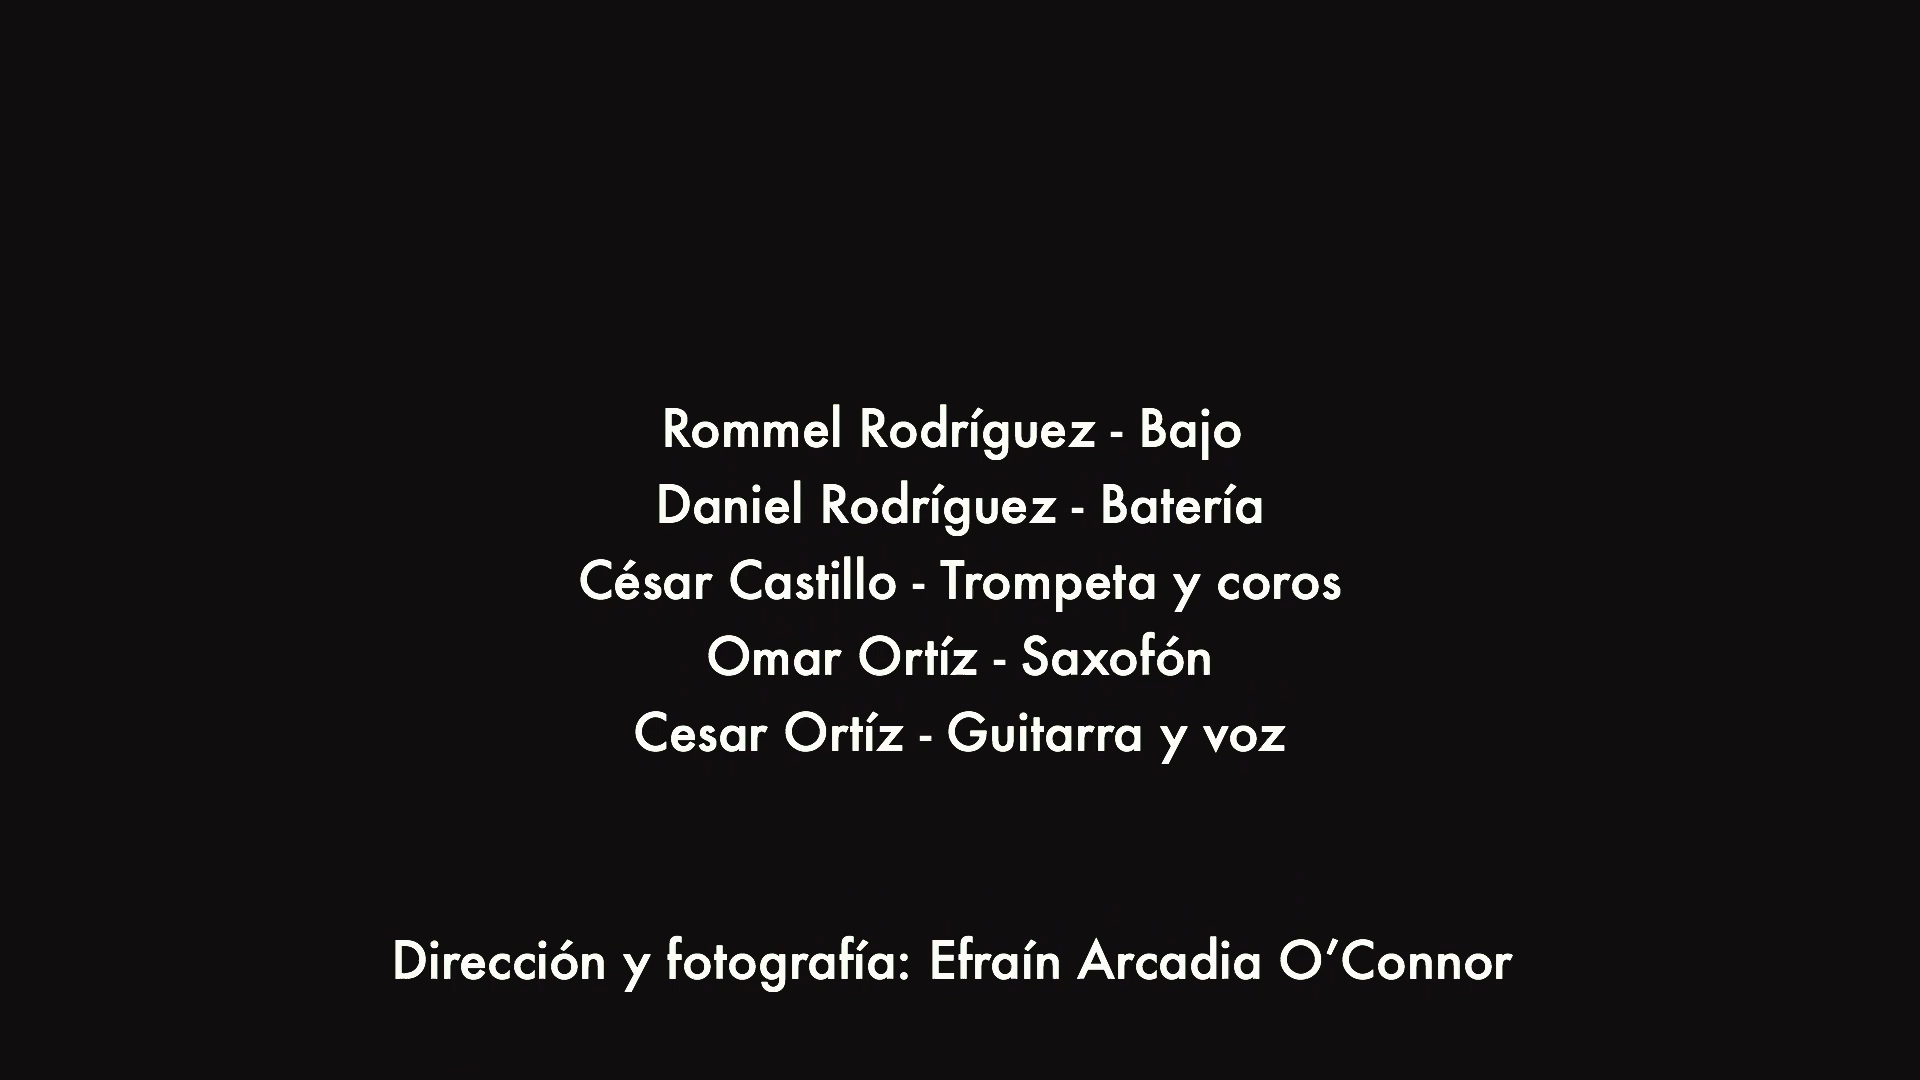 Rommel Rodríguez - Bajo
Daniel Rodríguez - Batería
César Castillo - Trompeta y coros
Omar Ortíz - Saxofón
Cesar Ortíz - Guitarra y voz
Dirección y fotografía: Efraín Arcadia O’Connor